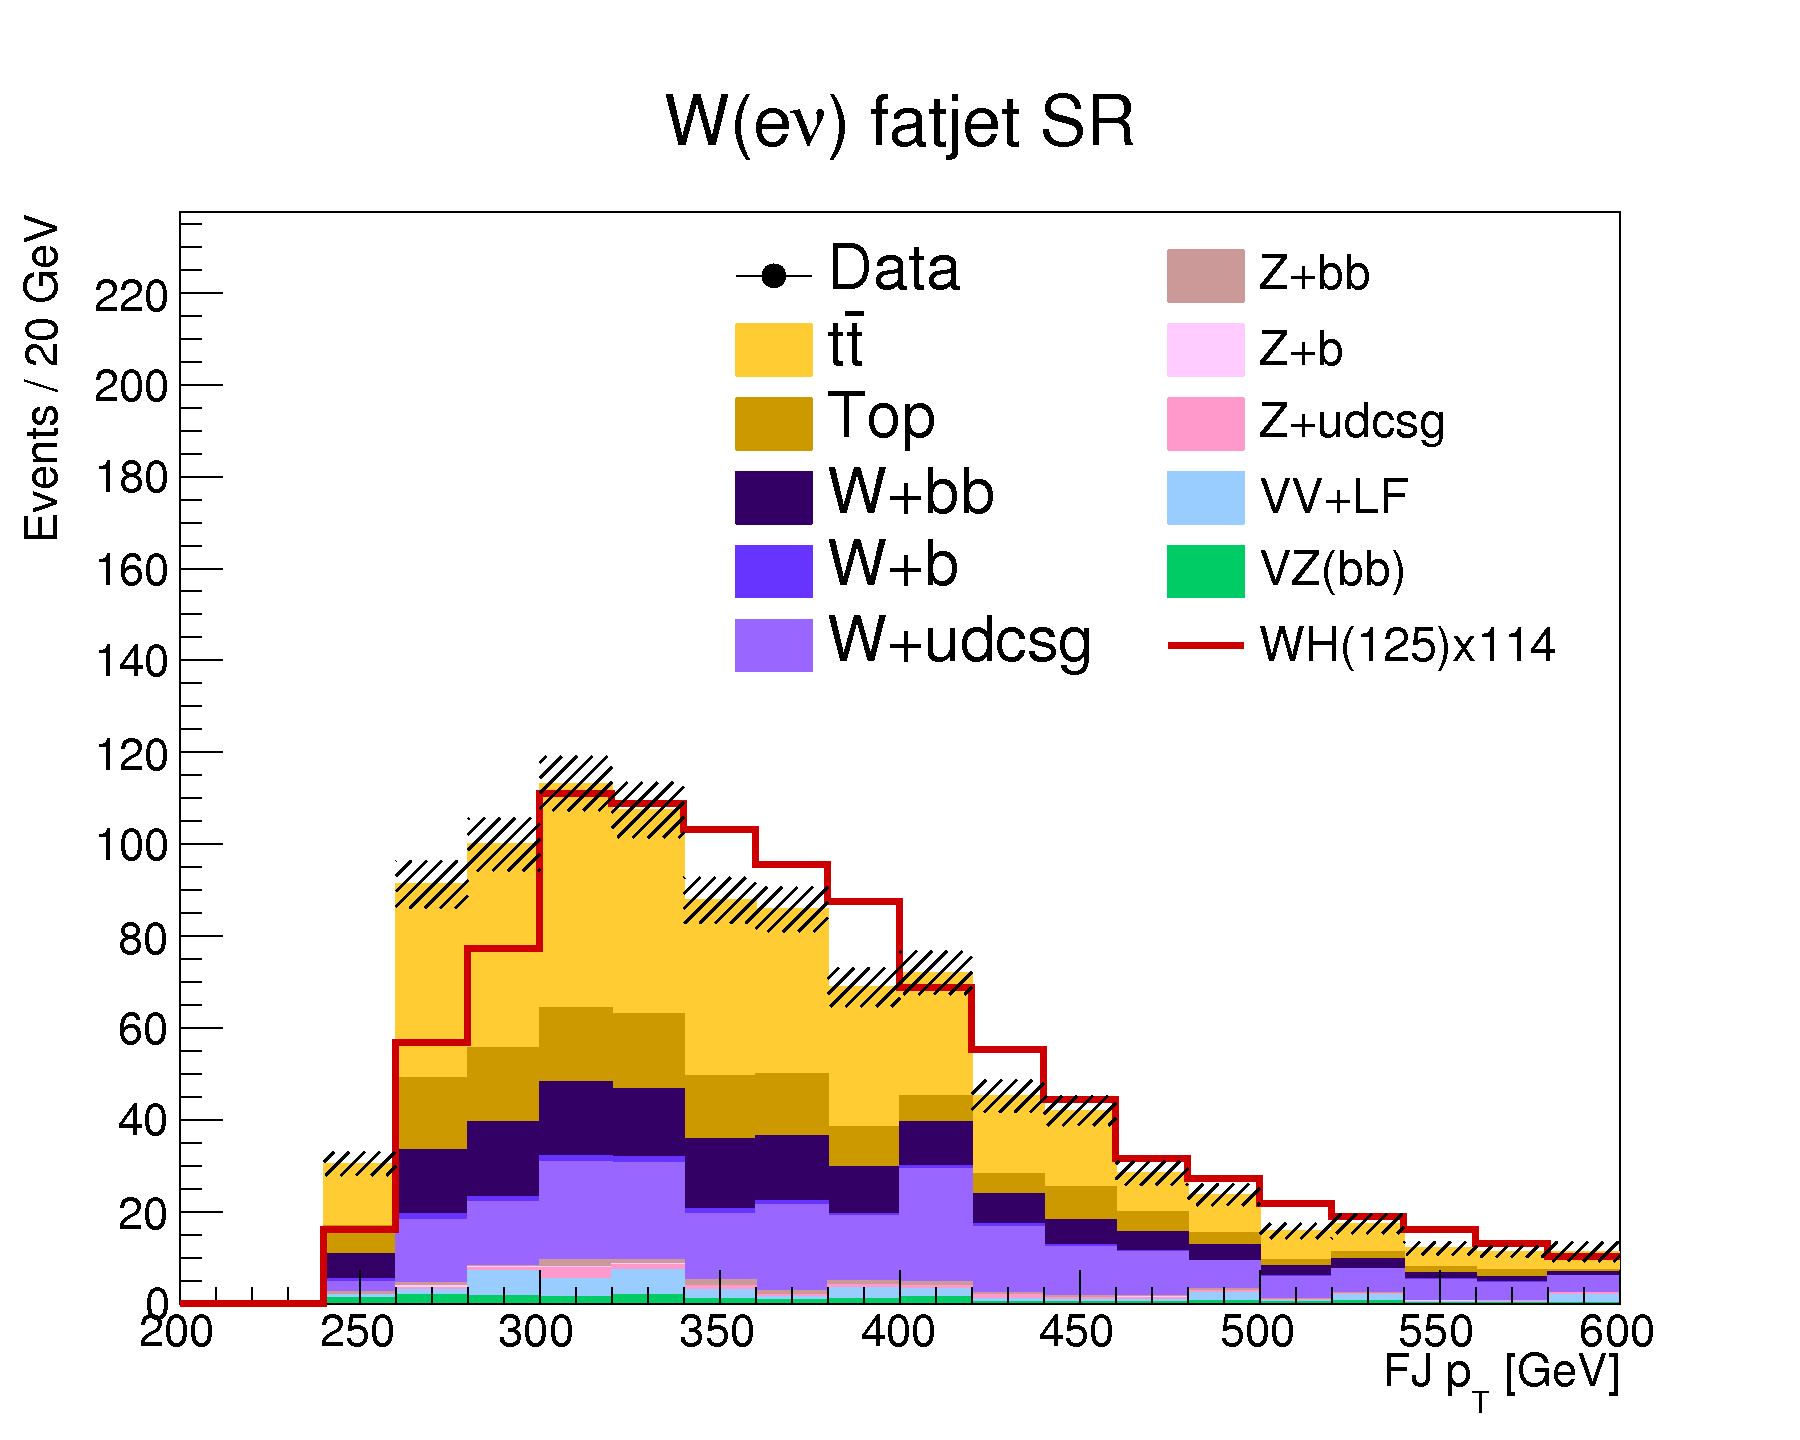 W(eν) fatjet SR
Events / 20 GeV
220
200
180
160
140
120
100
80
60
40
20
0
Data
tt̄
Top
W+bb
W+b
W+udcsg
Z+bb
Z+b
Z+udcsg
VV+LF
VZ(bb)
WH(125)x114
200 250 300 350 400 450 500 550 600
FJ p_T [GeV]